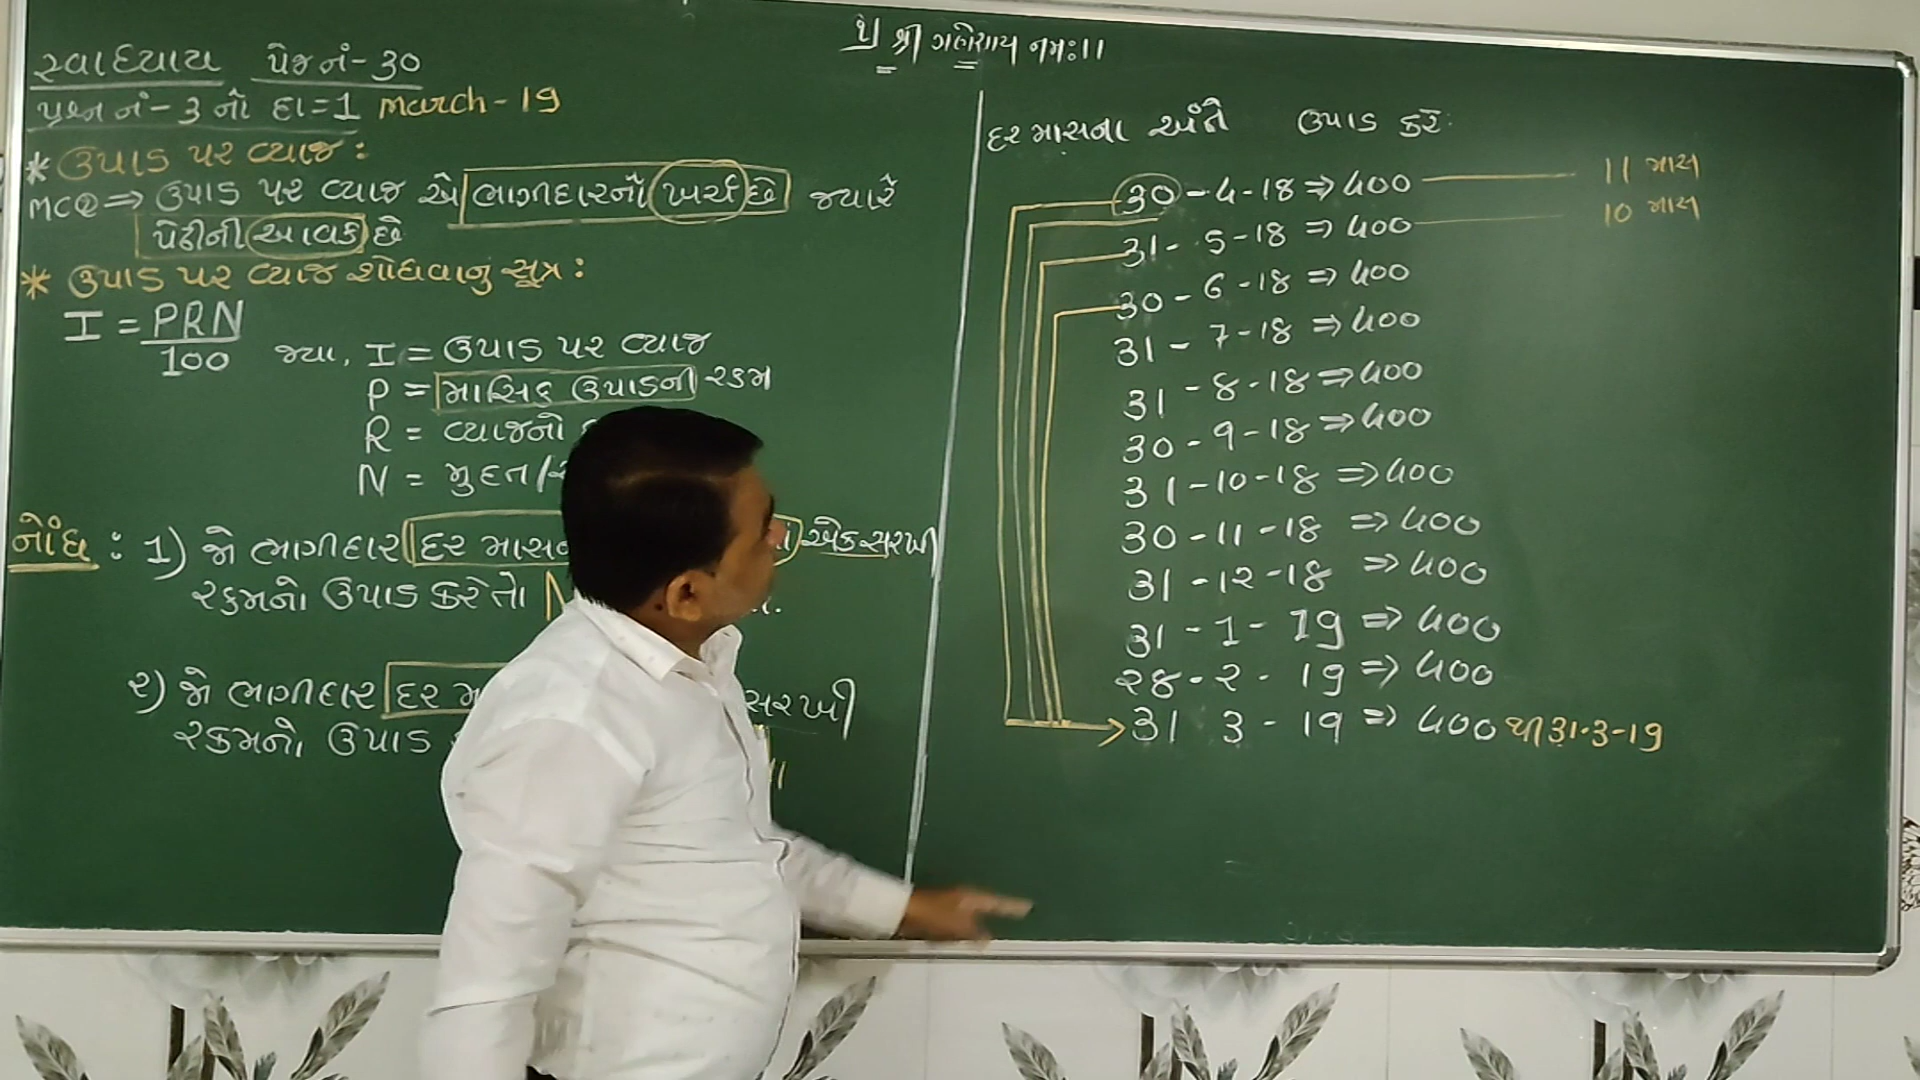 શ્રી ગણેશાય નમઃ।।
સ્વાધ્યાય પેજ નં-૩૦
પ્રશ્ન નં-૩ નો દા=1 March-19
* ઉપાડ પર વ્યાજ :
MCQ ⇒ ઉપાડ પર વ્યાજ એ ભાગીદારનો ખર્ચ છે જ્યારે
પેઢીની આવક છે
* ઉપાડ પર વ્યાજ શોધવાનું સૂત્ર :
I = PRN
100 જ્યા, I = ઉપાડ પર વ્યાજ
P = માસિક ઉપાડની રકમ
R = વ્યાજનો
N = મુદત/
નોંધ : 1) જો ભાગીદાર દર માસ એકસરખી
રકમનો ઉપાડ કરે તો
૨) જો ભાગીદાર દર સરખી
રકમનો ઉપાડ
દર માસના અંતે ઉપાડ કરે:
30-4-18 ⇒ 400 11 માસ
31-5-18 ⇒ 400 10 માસ
30-6-18 ⇒ 400
31-7-18 ⇒ 400
31-8-18 ⇒ 400
30-9-18 ⇒ 400
31-10-18 ⇒ 400
30-11-18 ⇒ 400
31-12-18 ⇒ 400
31-1-19 ⇒ 400
28-2-19 ⇒ 400
31 3-19 ⇒ 400 થી 31-3-19